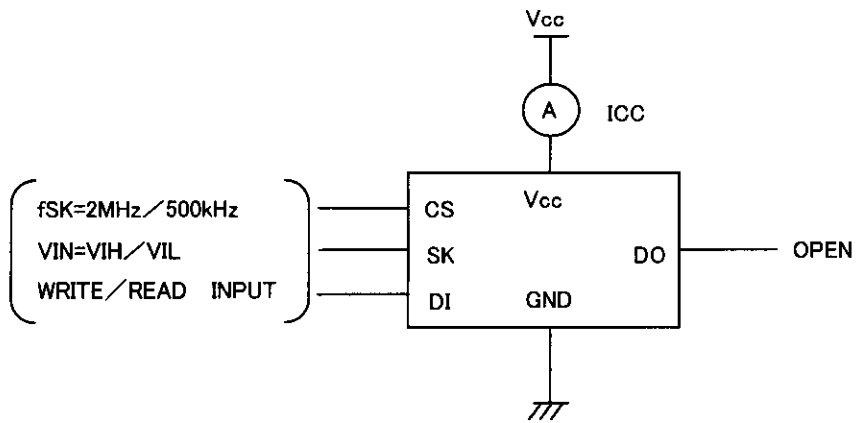 Vcc
A ICC
fSK=2MHz／500kHz
VIN=VIH／VIL
WRITE／READ INPUT
CS
SK
DI
Vcc
GND
DO
OPEN